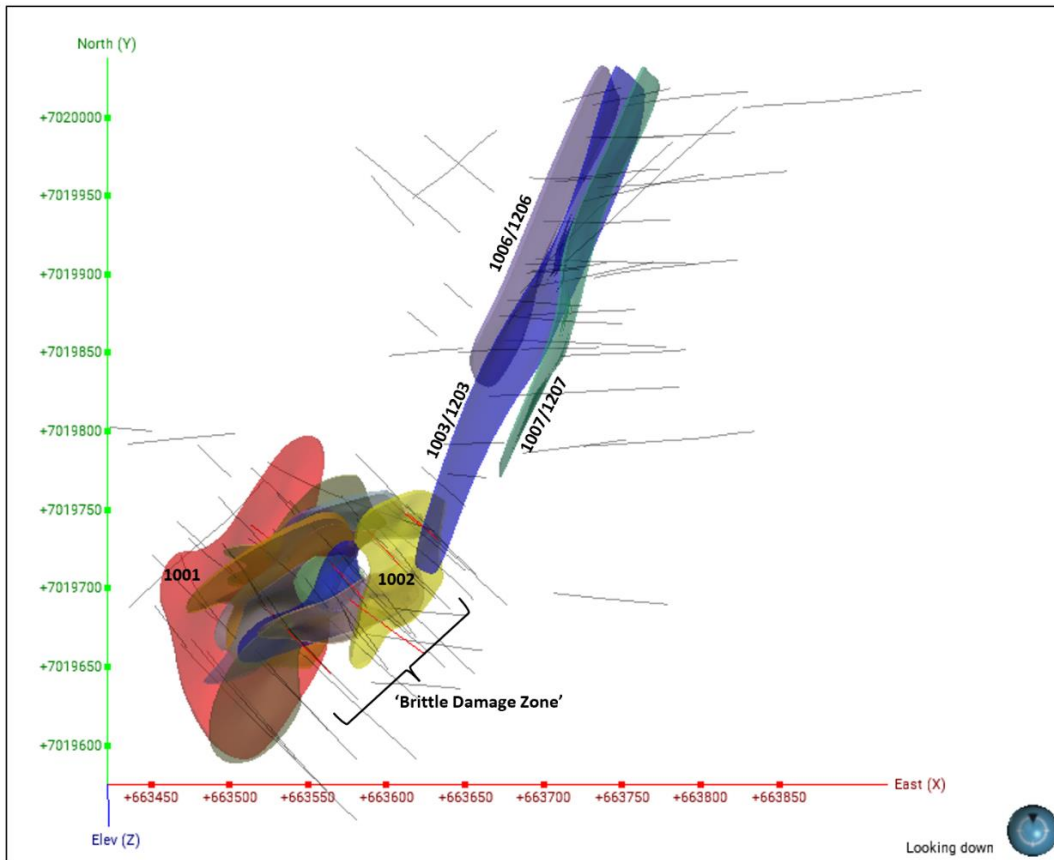 North (Y)
+7020000
+7019950
+7019900
+7019850
+7019800
+7019750
+7019700
+7019650
+7019600
1006/1206
1003/1203
1007/1207
1001
1002
‘Brittle Damage Zone’
+663450 +663500 +663550 +663600 +663650 +663700 +663750 +663800 +663850
East (X)
Elev (Z)
Looking down